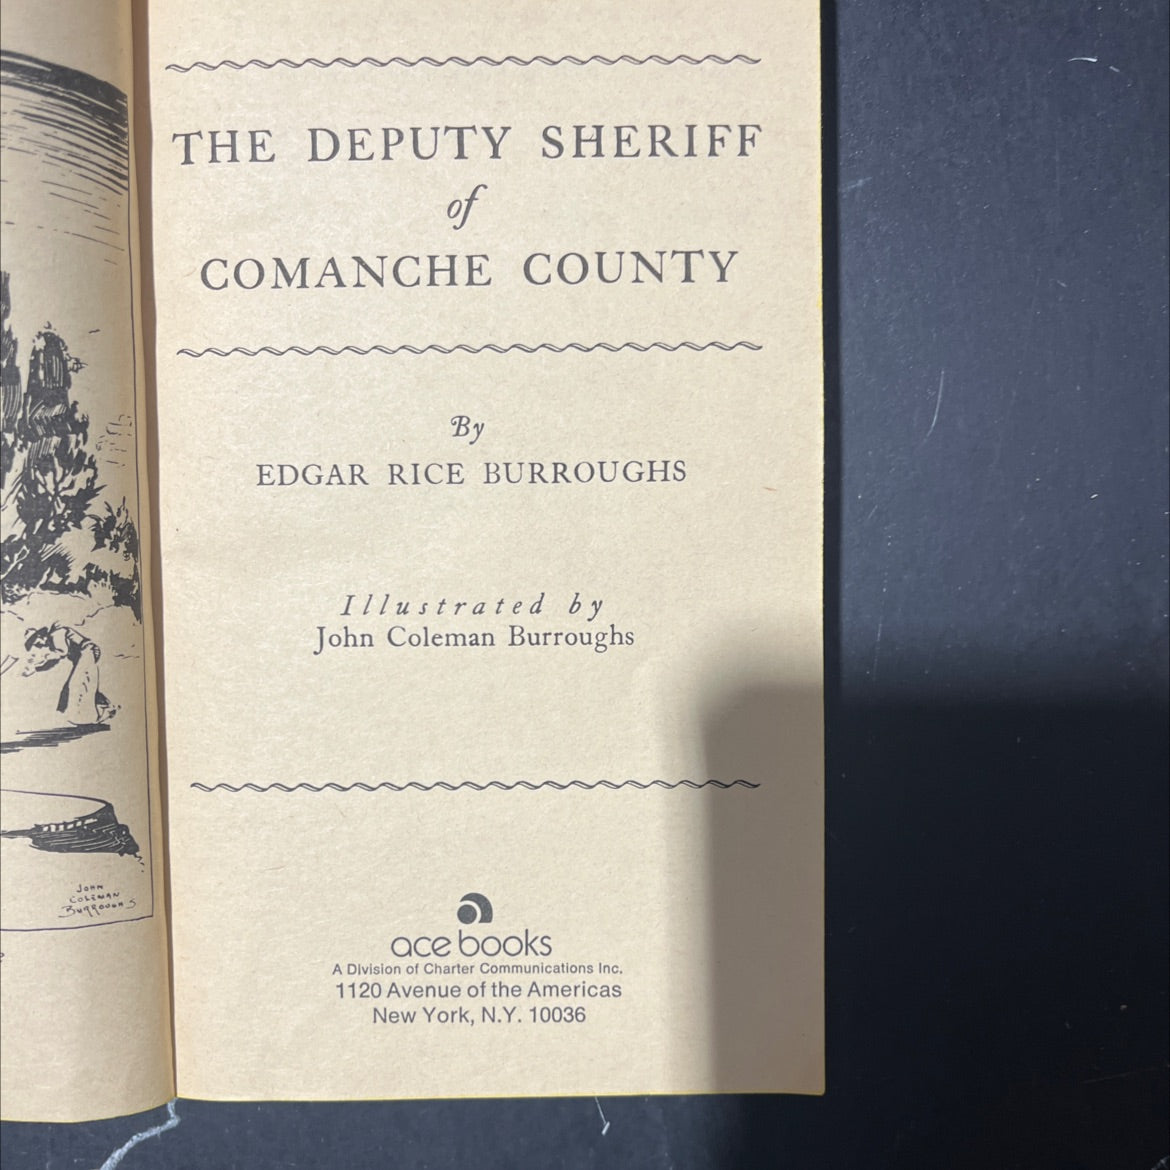 THE DEPUTY SHERIFF
of
COMANCHE COUNTY
By
EDGAR RICE BURROUGHS
Illustrated by
John Coleman Burroughs
ace books
A Division of Charter Communications Inc.
1120 Avenue of the Americas
New York, N.Y. 10036
JOHN
COLEMAN
BURROUGHS